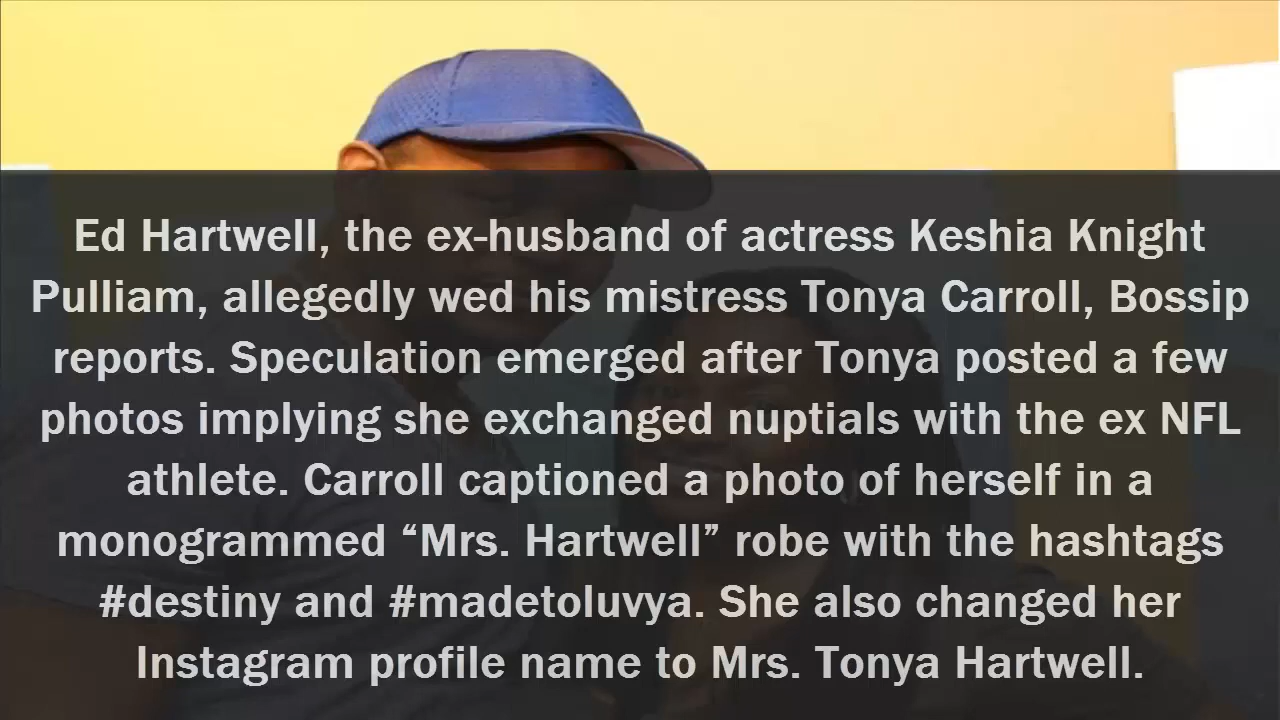 Ed Hartwell, the ex-husband of actress Keshia Knight
Pulliam, allegedly wed his mistress Tonya Carroll, Bossip
reports. Speculation emerged after Tonya posted a few
photos implying she exchanged nuptials with the ex NFL
athlete. Carroll captioned a photo of herself in a
monogrammed “Mrs. Hartwell” robe with the hashtags
#destiny and #madetoluvya. She also changed her
Instagram profile name to Mrs. Tonya Hartwell.